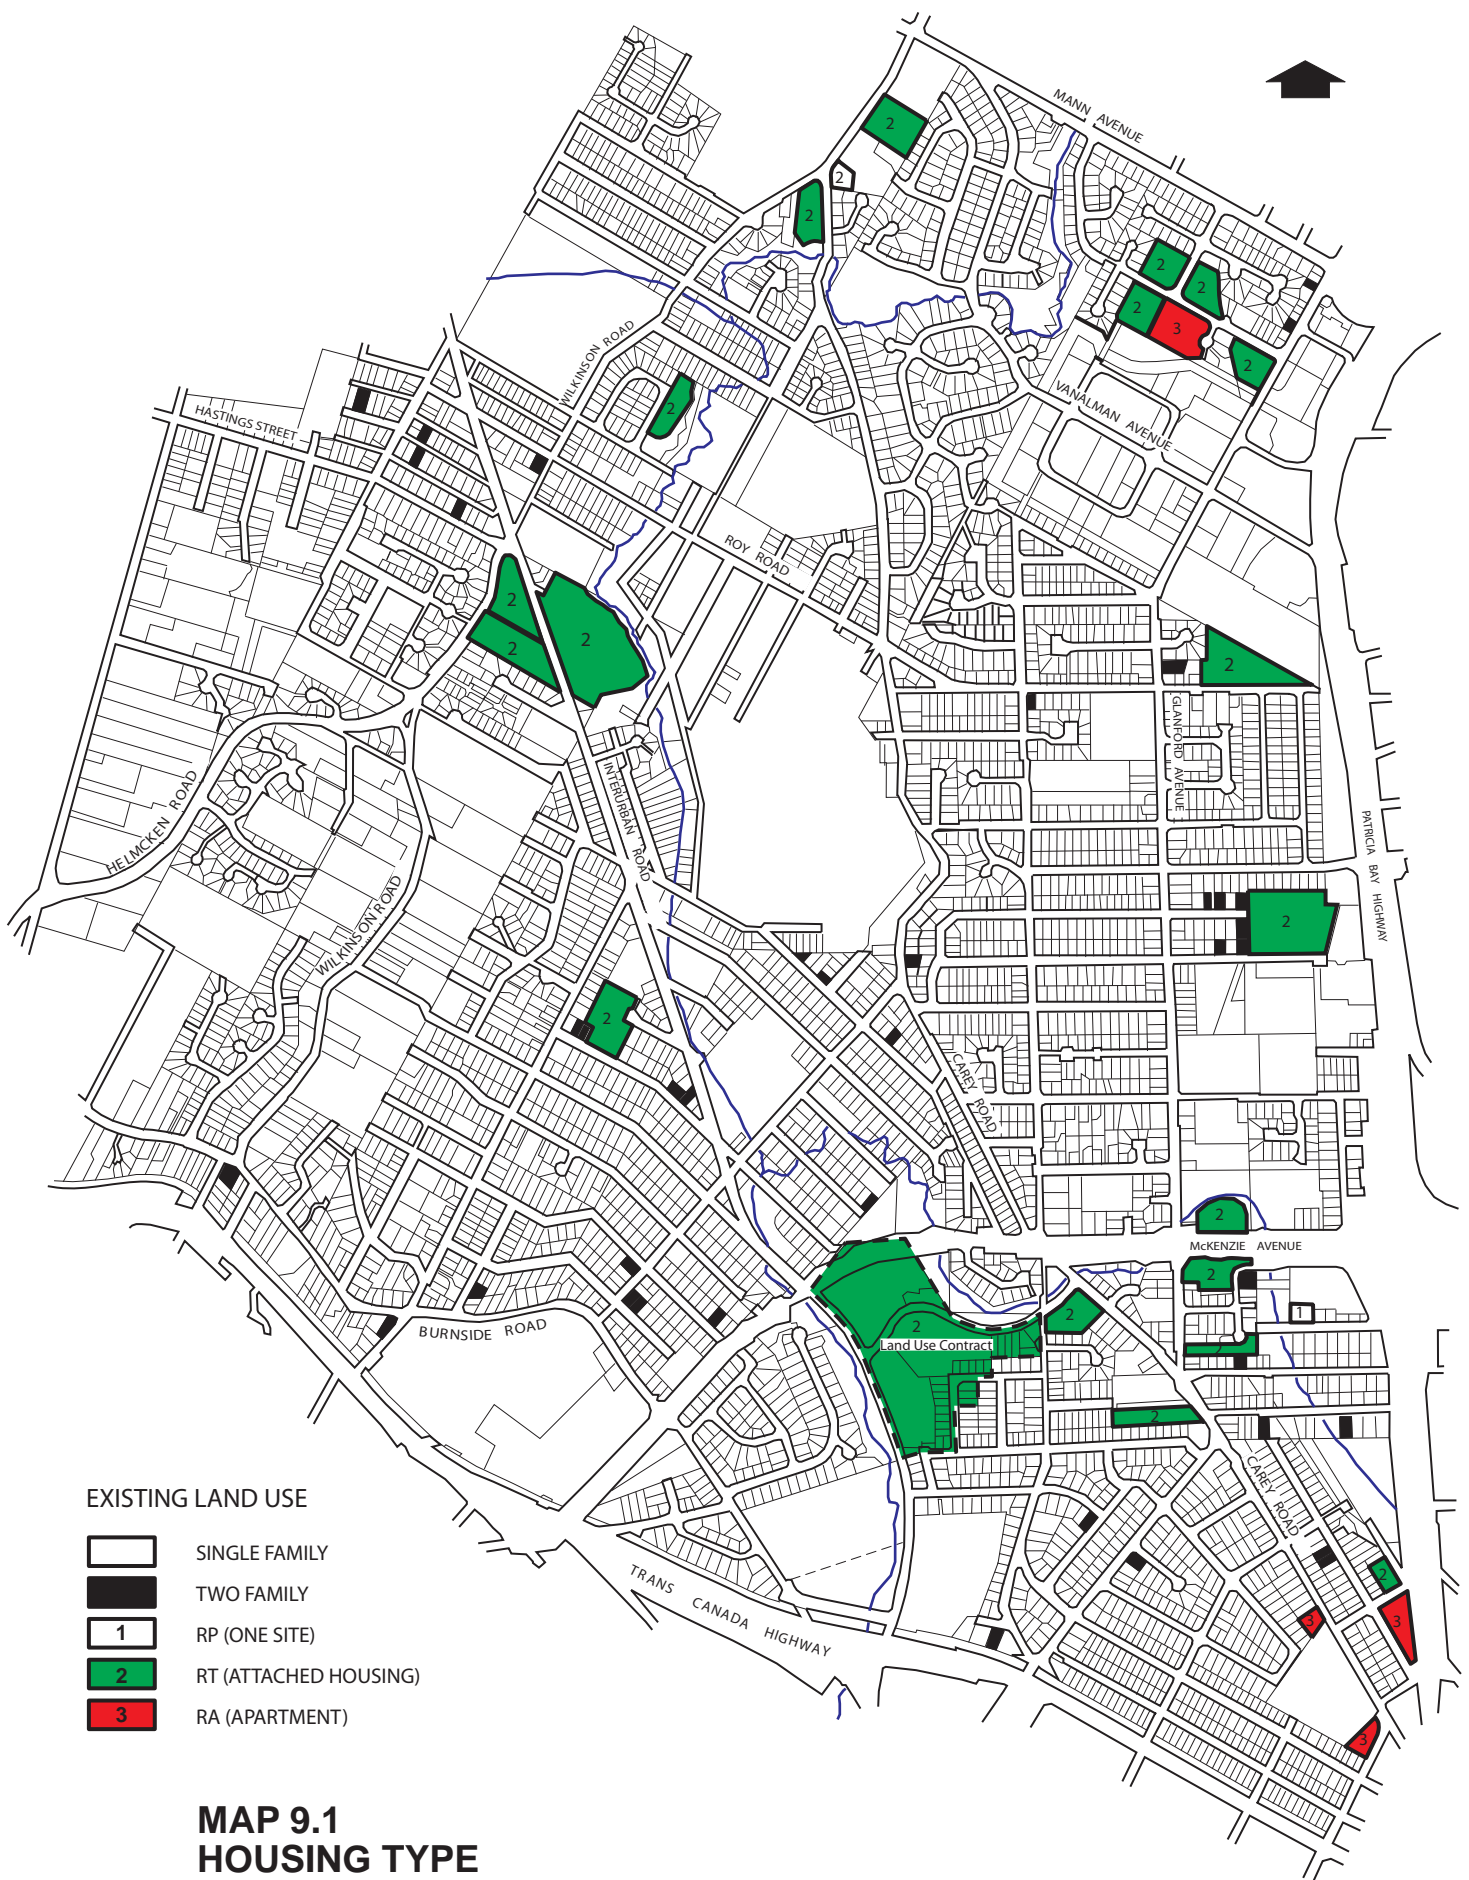 MANN AVENUE
2
2
2
2
2
2
3
2
WILKINSON ROAD
VANALMAN AVENUE
2
HASTINGS STREET
ROY ROAD
2
2
2
2
GLANFORD AVENUE
INTERURBAN ROAD
HELMCKEN ROAD
PATRICIA BAY HIGHWAY
WILKINSON ROAD
2
2
CAREY ROAD
2
McKENZIE AVENUE
2
1
2
2
Land Use Contract
BURNSIDE ROAD
2
CAREY ROAD
EXISTING LAND USE
SINGLE FAMILY
TWO FAMILY
1 RP (ONE SITE)
2 RT (ATTACHED HOUSING)
3 RA (APARTMENT)
TRANS CANADA HIGHWAY
2
3
3
3
MAP 9.1
HOUSING TYPE